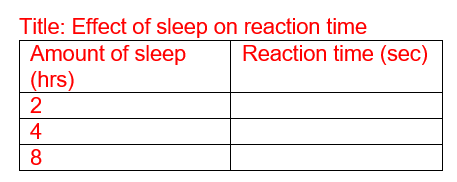 Title: Effect of sleep on reaction time
Amount of sleep Reaction time (sec)
(hrs)
2
4
8